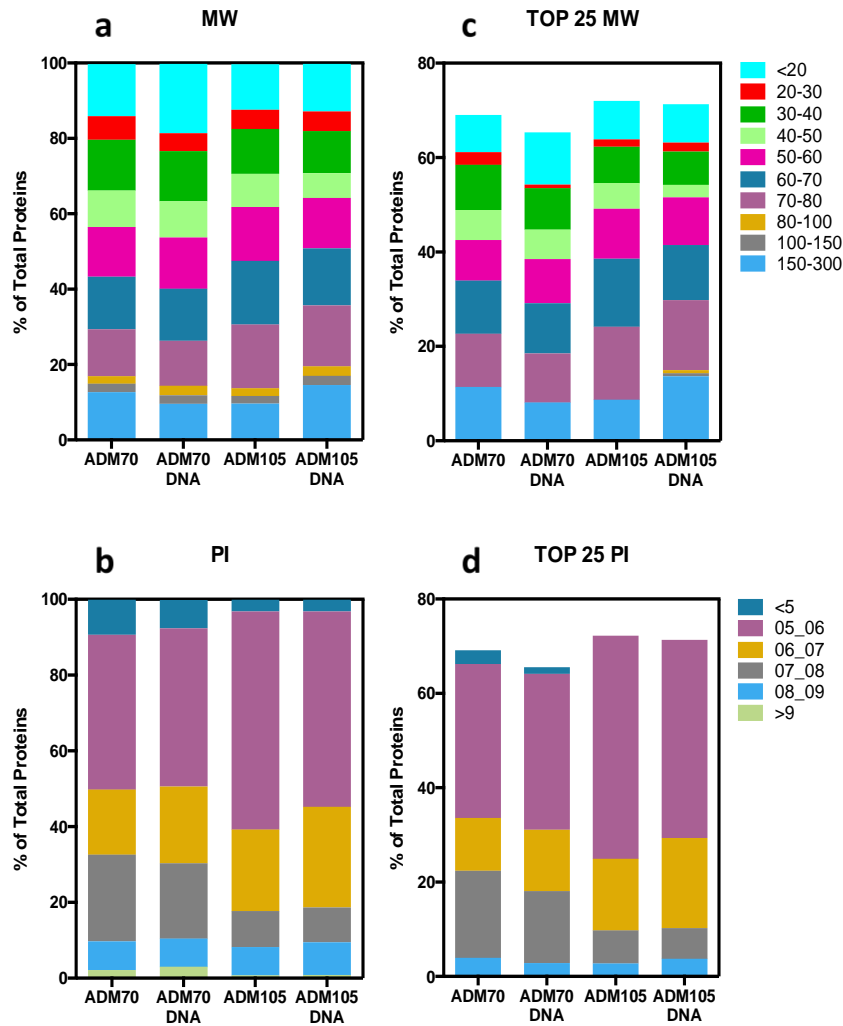 a
MW
% of Total Proteins
100
80
60
40
20
0
ADM70
ADM70
DNA
ADM105
ADM105
DNA
c
TOP 25 MW
% of Total Proteins
80
60
40
20
0
ADM70
ADM70
DNA
ADM105
ADM105
DNA
<20
20-30
30-40
40-50
50-60
60-70
70-80
80-100
100-150
150-300
b
PI
% of Total Proteins
100
80
60
40
20
0
ADM70
ADM70
DNA
ADM105
ADM105
DNA
d
TOP 25 PI
% of Total Proteins
80
60
40
20
0
ADM70
ADM70
DNA
ADM105
ADM105
DNA
<5
05_06
06_07
07_08
08_09
>9